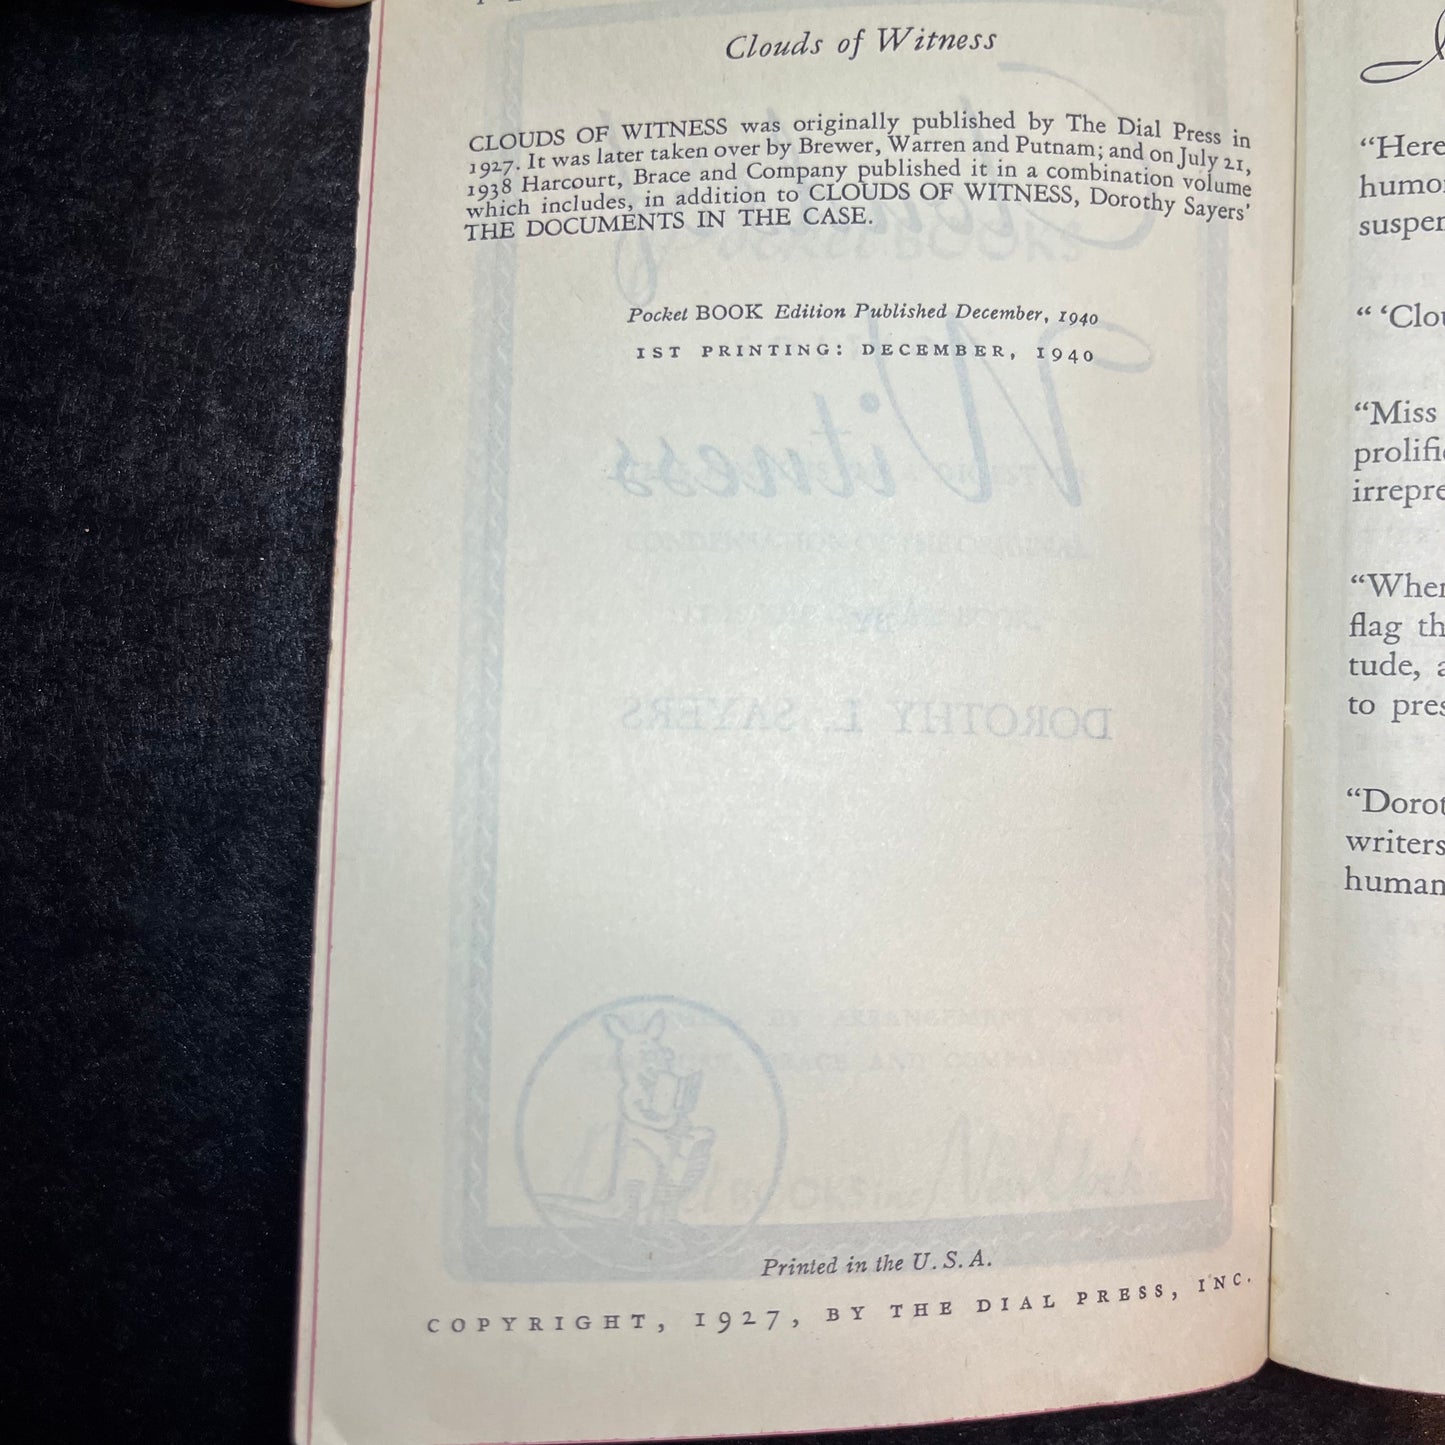 Clouds of Witness
CLOUDS OF WITNESS was originally published by The Dial Press in
1927. It was later taken over by Brewer, Warren and Putnam; and on July 21,
1938 Harcourt, Brace and Company published it in a combination volume
which includes, in addition to CLOUDS OF WITNESS, Dorothy Sayers'
THE DOCUMENTS IN THE CASE.
Pocket BOOK Edition Published December, 1940
1ST PRINTING: DECEMBER, 1940
Witness
DOROTHY L. SAYERS
Printed in the U.S.A.
COPYRIGHT, 1927, BY THE DIAL PRESS, INC.
“Here
“ ‘Clou
“Miss
“When
flag th
tude, a
to pres
“Dorot
writers
human